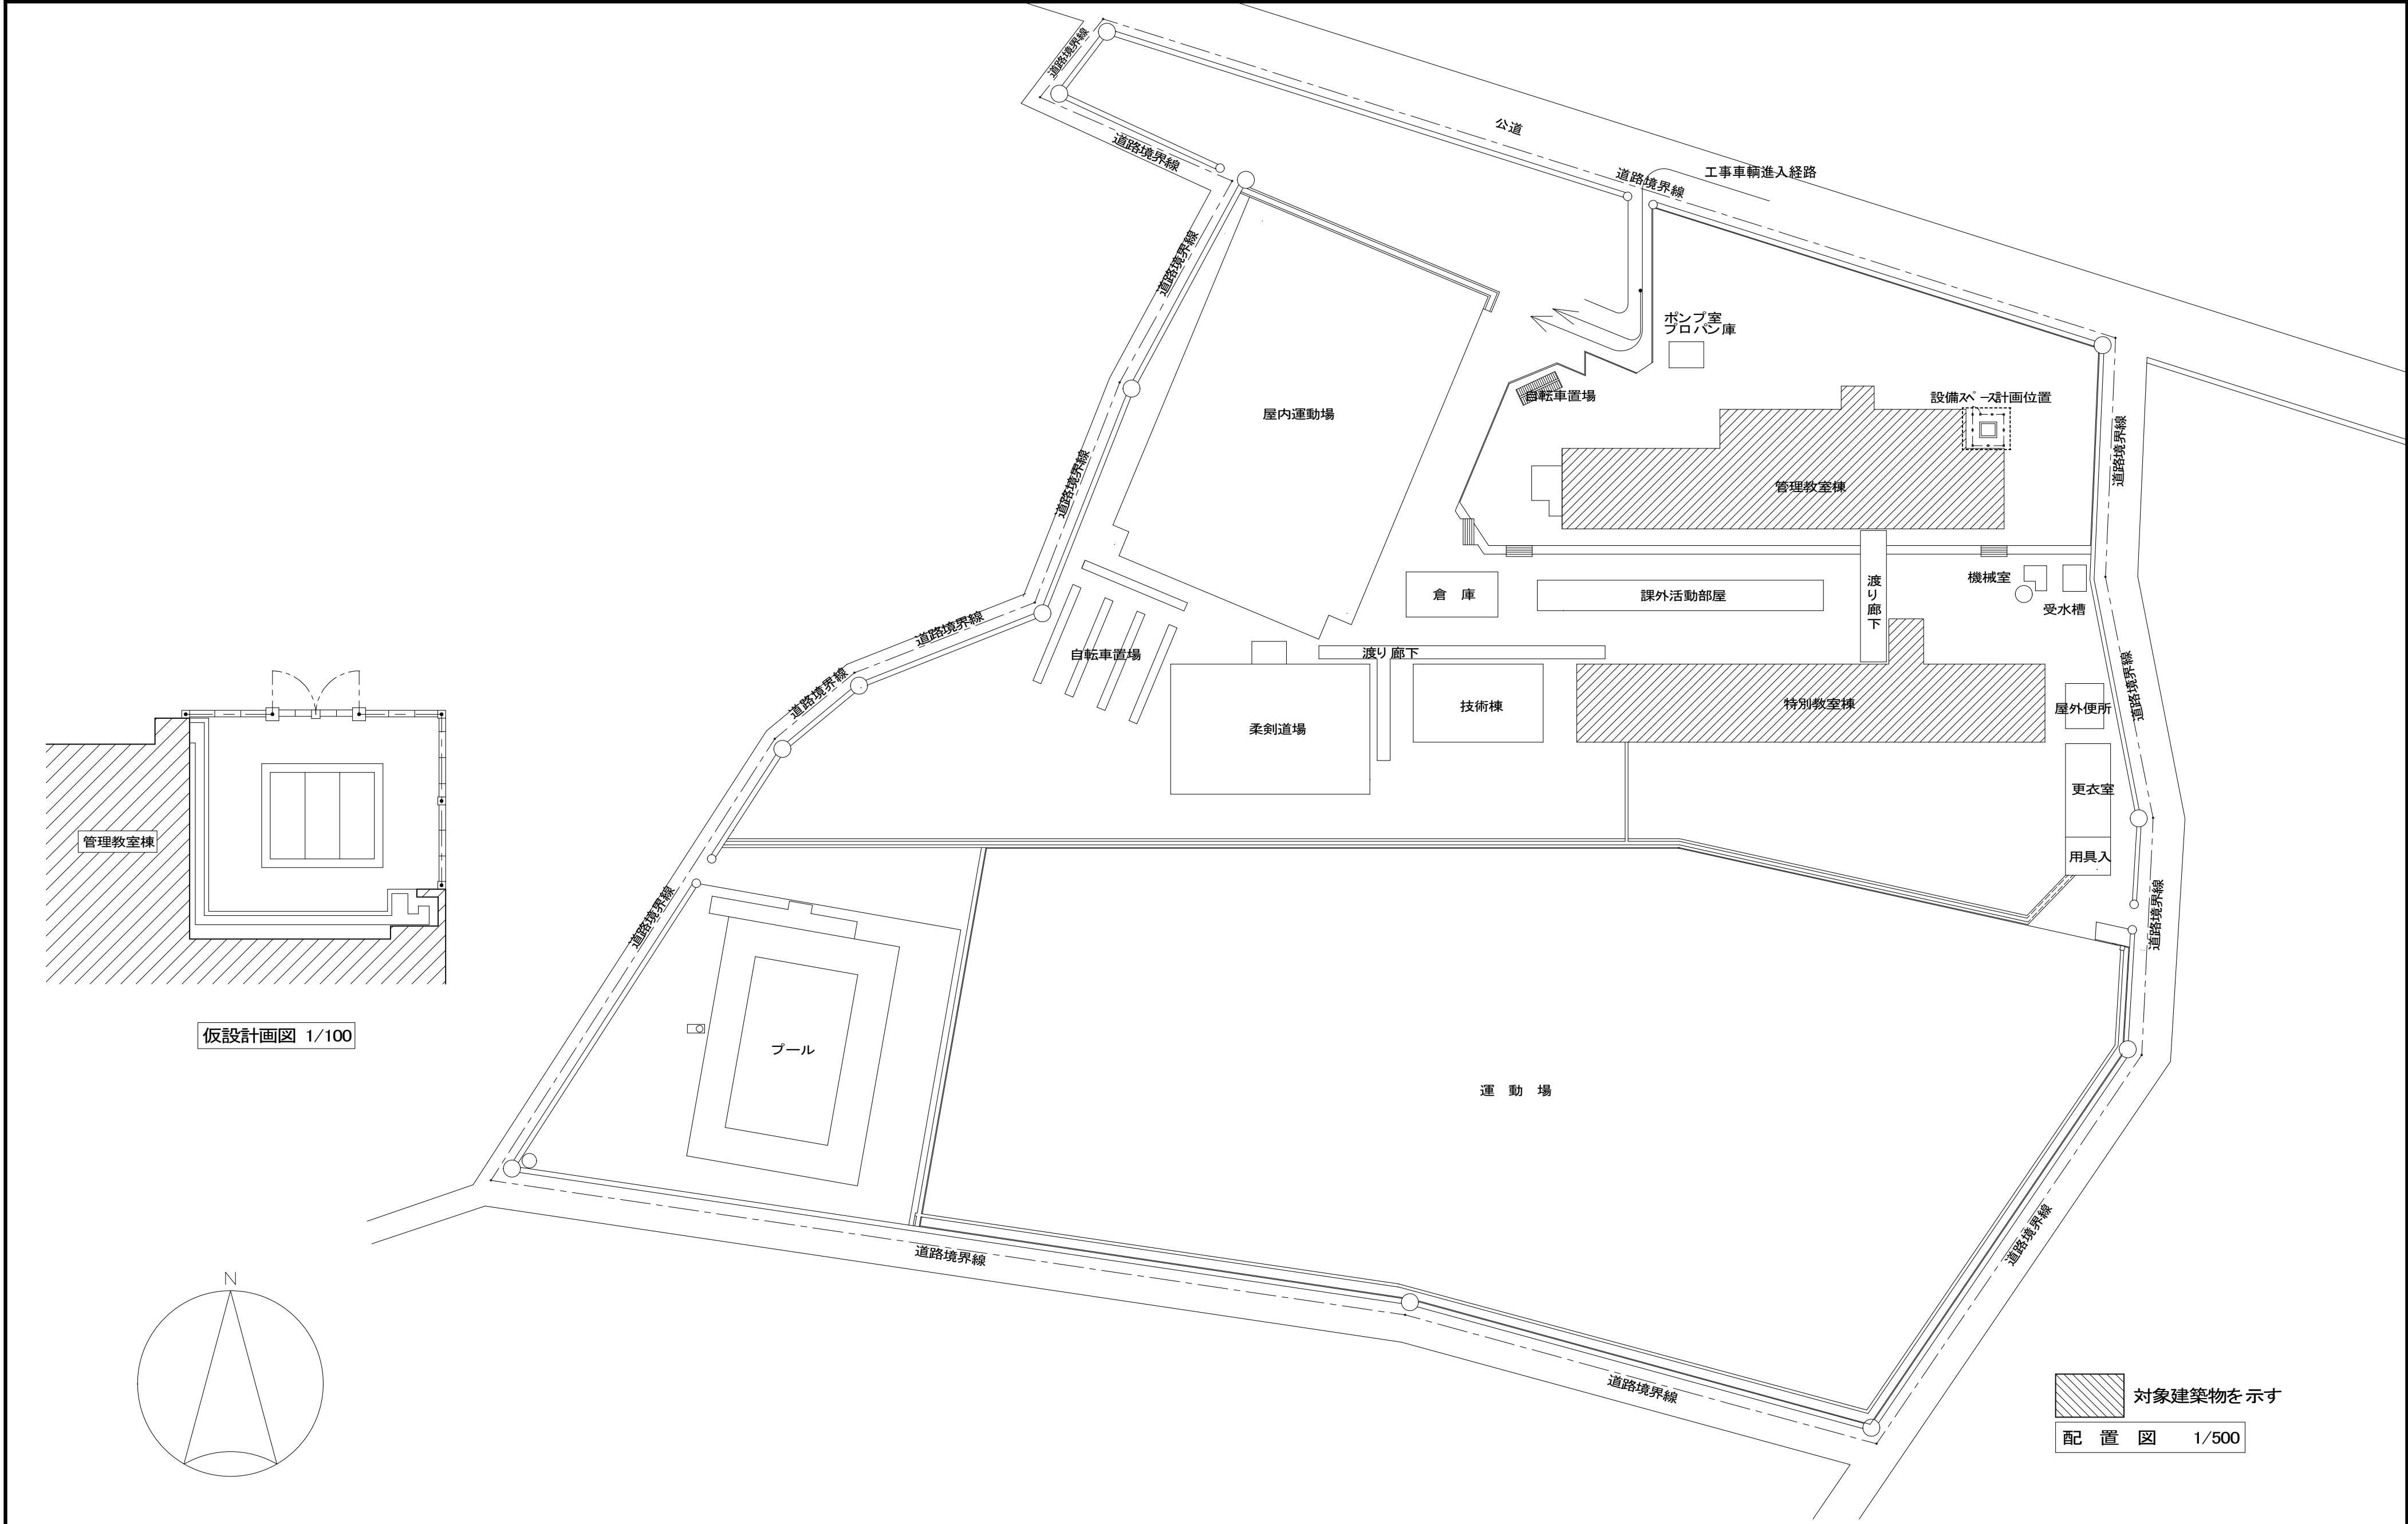 道路境界線
公道
道路境界線
道路境界線
工事車輌進入経路
道路境界線
ポンプ室
プロパン庫
自転車置場
設備スペース計画位置
屋内運動場
道路境界線
道路境界線
管理教室棟
機械室
受水槽
倉 庫
課外活動部屋
渡り廊下
道路境界線
自転車置場
渡り廊下
道路境界線
道路境界線
技術棟
特別教室棟
屋外便所
柔剣道場
更衣室
管理教室棟
用具入
道路境界線
道路境界線
仮設計画図 1/100
プール
運 動 場
道路境界線
道路境界線
N
道路境界線
対象建築物を示す
配 置 図 1/500